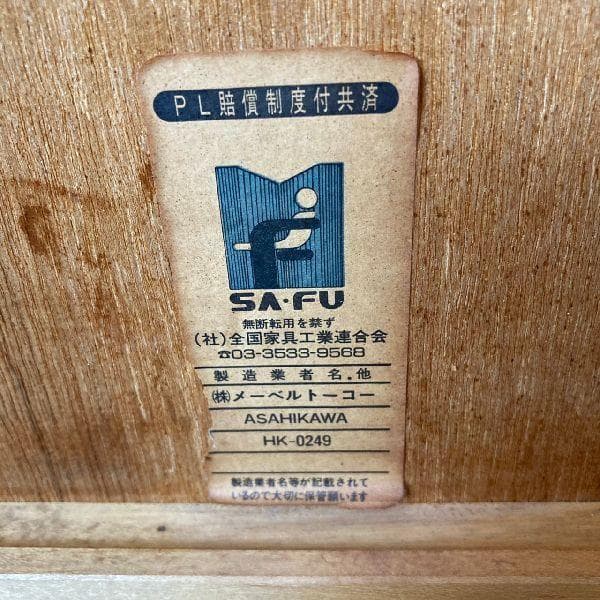 PL賠償制度付共済
SA・FU
無断転用を禁ず
(社)全国家具工業連合会
☎03-3533-9568
製造業者名.他
㈱メーベルトーコー
ASAHIKAWA
HK-0249
製造業者名等が記載されて
いるので大切に保管願います